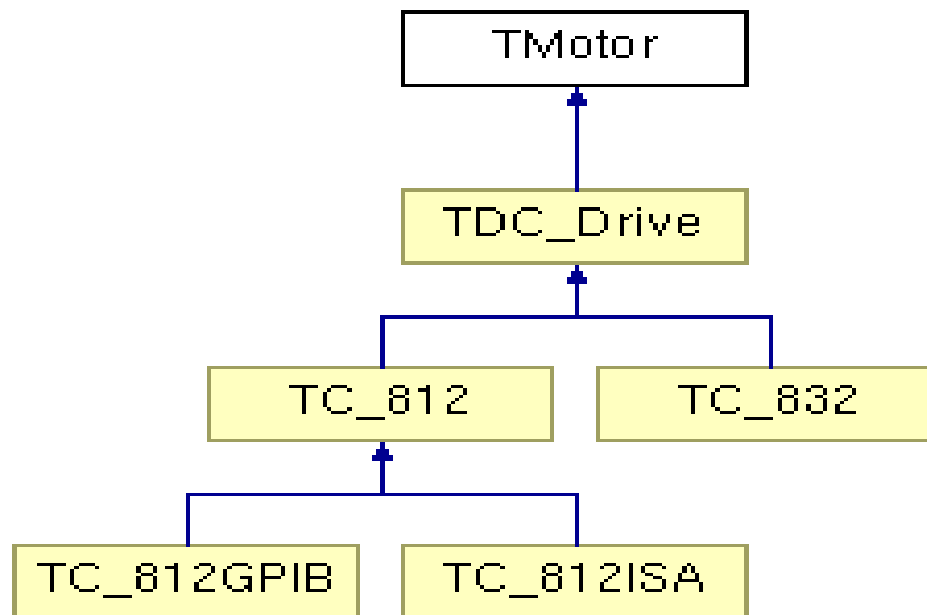 TMotor
TDC_Drive
TC_812
TC_832
TC_812GPIB
TC_812ISA